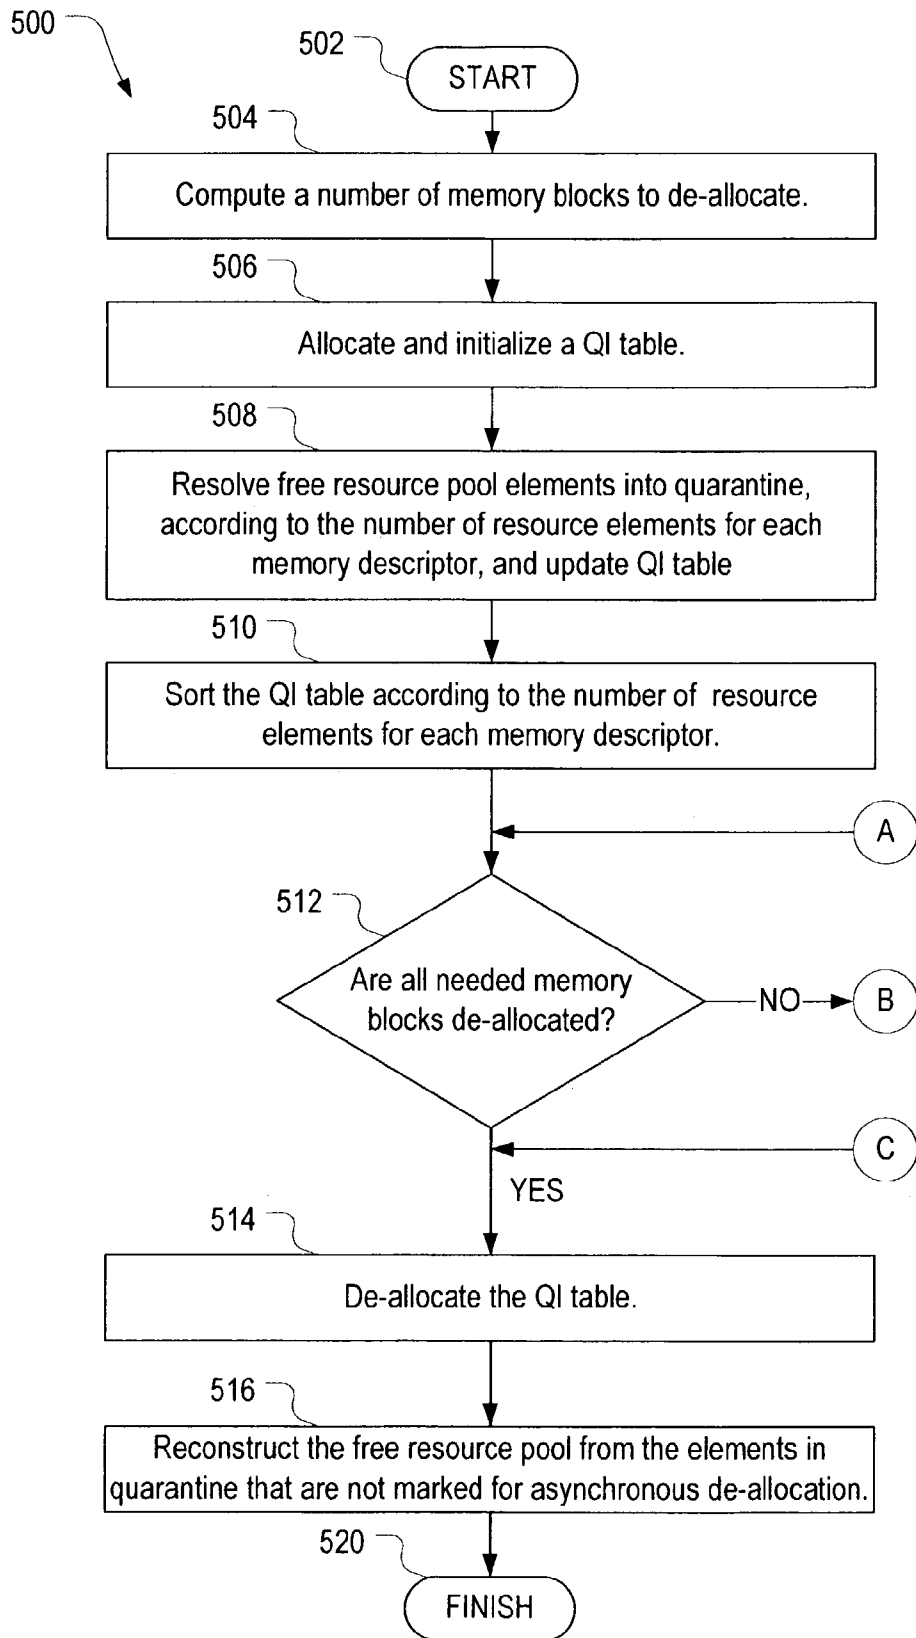 500
502
START
504
Compute a number of memory blocks to de-allocate.
506
Allocate and initialize a QI table.
508
Resolve free resource pool elements into quarantine,
according to the number of resource elements for each
memory descriptor, and update QI table
510
Sort the QI table according to the number of resource
elements for each memory descriptor.
A
512
Are all needed memory
blocks de-allocated?
NO
B
C
YES
514
De-allocate the QI table.
516
Reconstruct the free resource pool from the elements in
quarantine that are not marked for asynchronous de-allocation.
520
FINISH